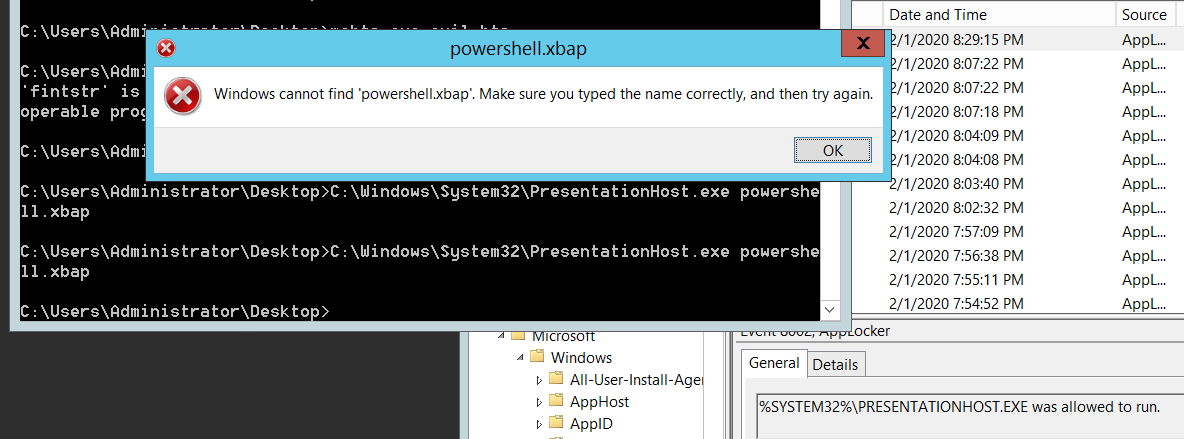 C:\Users\Administrator\Desktop>mshta.exe evil.hta
powershell.xbap
Windows cannot find 'powershell.xbap'. Make sure you typed the name correctly, and then try again.
OK
C:\Users\Admi
'fintstr' is
operable prog
C:\Users\Admi
C:\Users\Administrator\Desktop>C:\Windows\System32\PresentationHost.exe powershe
ll.xbap
C:\Users\Administrator\Desktop>C:\Windows\System32\PresentationHost.exe powershe
ll.xbap
C:\Users\Administrator\Desktop>
Date and Time Source
2/1/2020 8:29:15 PM AppL...
2/1/2020 8:07:22 PM AppL...
2/1/2020 8:07:22 PM AppL...
2/1/2020 8:07:18 PM AppL...
2/1/2020 8:04:09 PM AppL...
2/1/2020 8:04:08 PM AppL...
2/1/2020 8:03:40 PM AppL...
2/1/2020 8:02:32 PM AppL...
2/1/2020 7:57:09 PM AppL...
2/1/2020 7:56:38 PM AppL...
2/1/2020 7:55:11 PM AppL...
2/1/2020 7:54:52 PM AppL...
Microsoft
Windows
All-User-Install-Agen
AppHost
AppID
Event 8002, AppLocker
General Details
%SYSTEM32%\PRESENTATIONHOST.EXE was allowed to run.